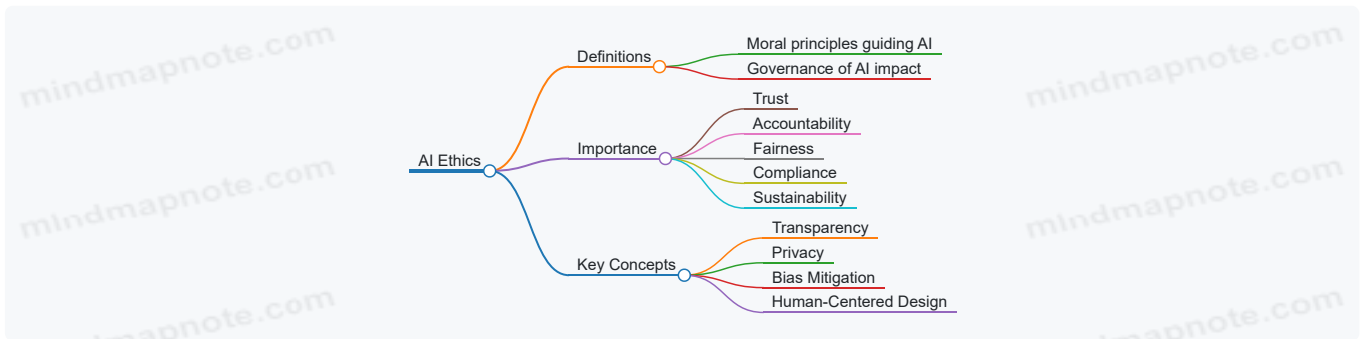 mindmapnote.com
mindmapnote.com
Moral principles guiding AI
Definitions
Governance of AI impact
Trust
Accountability
Importance
Fairness
AI Ethics
Compliance
mindmapnote.com
mindmapnote.com
Sustainability
Transparency
Privacy
Key Concepts
Bias Mitigation
Human-Centered Design
mindmapnote.com
mindmapnote.com